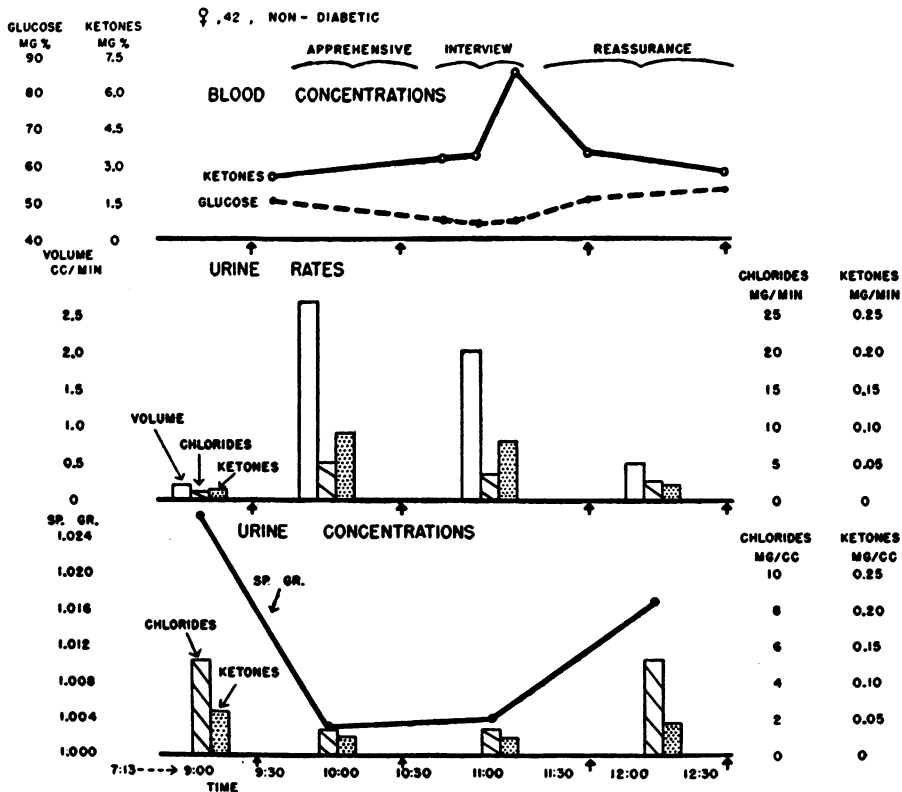 ♀, 42, NON-DIABETIC
GLUCOSE KETONES
MG % MG %
APPREHENSIVE INTERVIEW REASSURANCE
90 7.5
80 6.0
BLOOD CONCENTRATIONS
70 4.5
60 3.0
KETONES
50 1.5
GLUCOSE
40 0
VOLUME
CC/MIN
URINE RATES
CHLORIDES KETONES
MG/MIN MG/MIN
2.5 25 0.25
2.0 20 0.20
1.5 15 0.15
1.0 10 0.10
VOLUME
CHLORIDES
KETONES
0.5 5 0.05
0 0 0
SP. GR.
URINE CONCENTRATIONS
CHLORIDES KETONES
MG/CC MG/CC
1.024
1.020 10 0.25
SP. GR.
1.016 8 0.20
CHLORIDES
1.012 6 0.15
KETONES
1.008 4 0.10
1.004 2 0.05
1.000 0 0
7:13----> 9:00 9:30 10:00 10:30 11:00 11:30 12:00 12:30
TIME